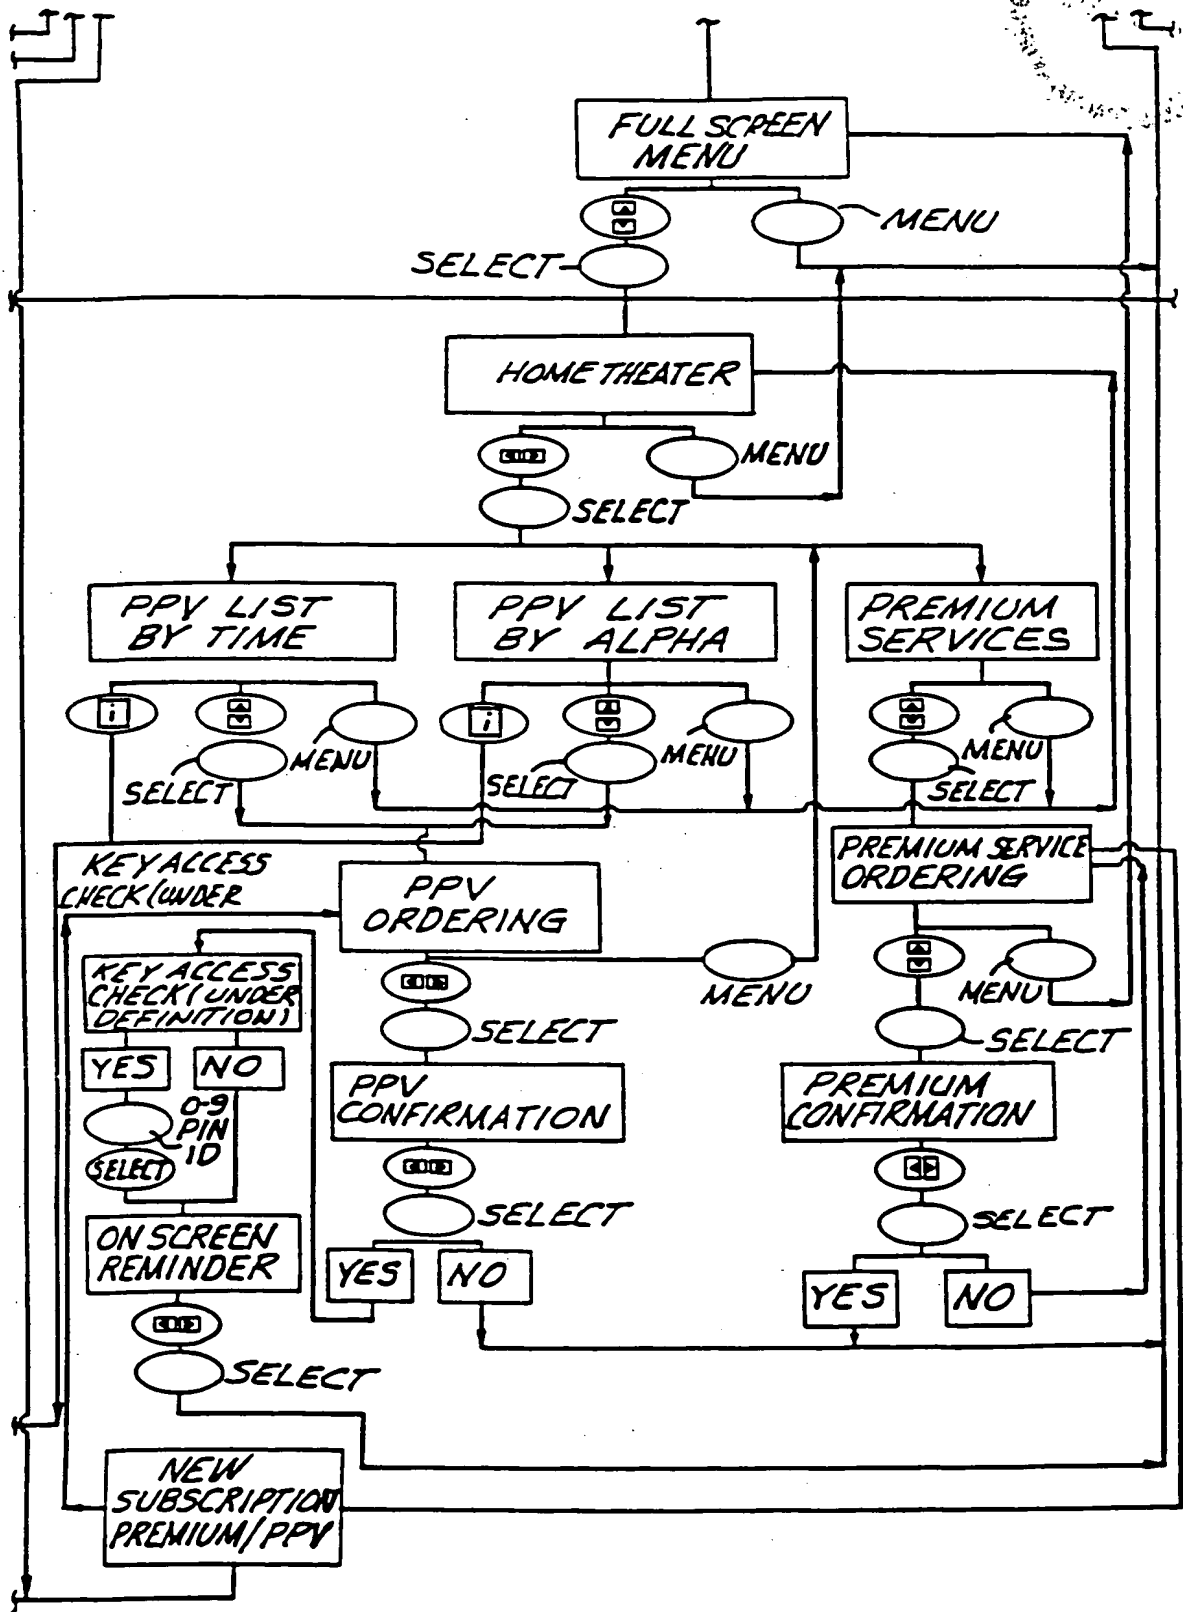 FULL SCREEN
MENU
MENU
SELECT
HOME THEATER
MENU
SELECT
PPV LIST
BY TIME
PPV LIST
BY ALPHA
PREMIUM
SERVICES
i
SELECT
MENU
i
SELECT
MENU
MENU
SELECT
KEY ACCESS
CHECK (UNDER
PPV
ORDERING
PREMIUM SERVICE
ORDERING
MENU
MENU
KEY ACCESS
CHECK (UNDER
DEFINITION)
SELECT
SELECT
YES
NO
PPV
CONFIRMATION
PREMIUM
CONFIRMATION
0-9
PIN
ID
SELECT
SELECT
SELECT
ON SCREEN
REMINDER
YES
NO
YES
NO
SELECT
NEW
SUBSCRIPTION
PREMIUM/PPV